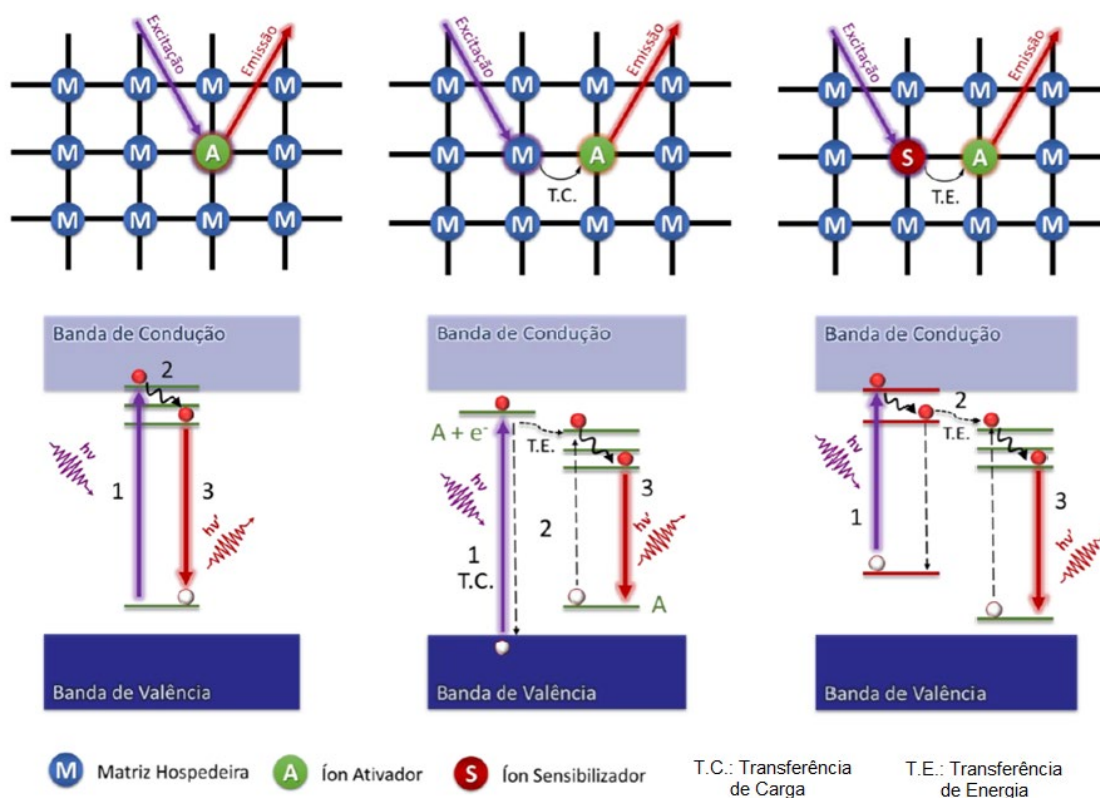 Excitação
Emissão
M M M M
M M A M
M M M M
Excitação
Emissão
M M M M
M M A M
T.C.
M M M M
Excitação
Emissão
M M M M
M S A M
T.E.
M M M M
Banda de Condução
2
hν
1
3
hν'
Banda de Valência
Banda de Condução
A + e-
T.E.
hν
3
2
hν'
1
T.C.
A
Banda de Valência
Banda de Condução
2
T.E.
hν
3
1
hν'
Banda de Valência
M Matriz Hospedeira
A Íon Ativador
S Íon Sensibilizador
T.C.: Transferência
de Carga
T.E.: Transferência
de Energia